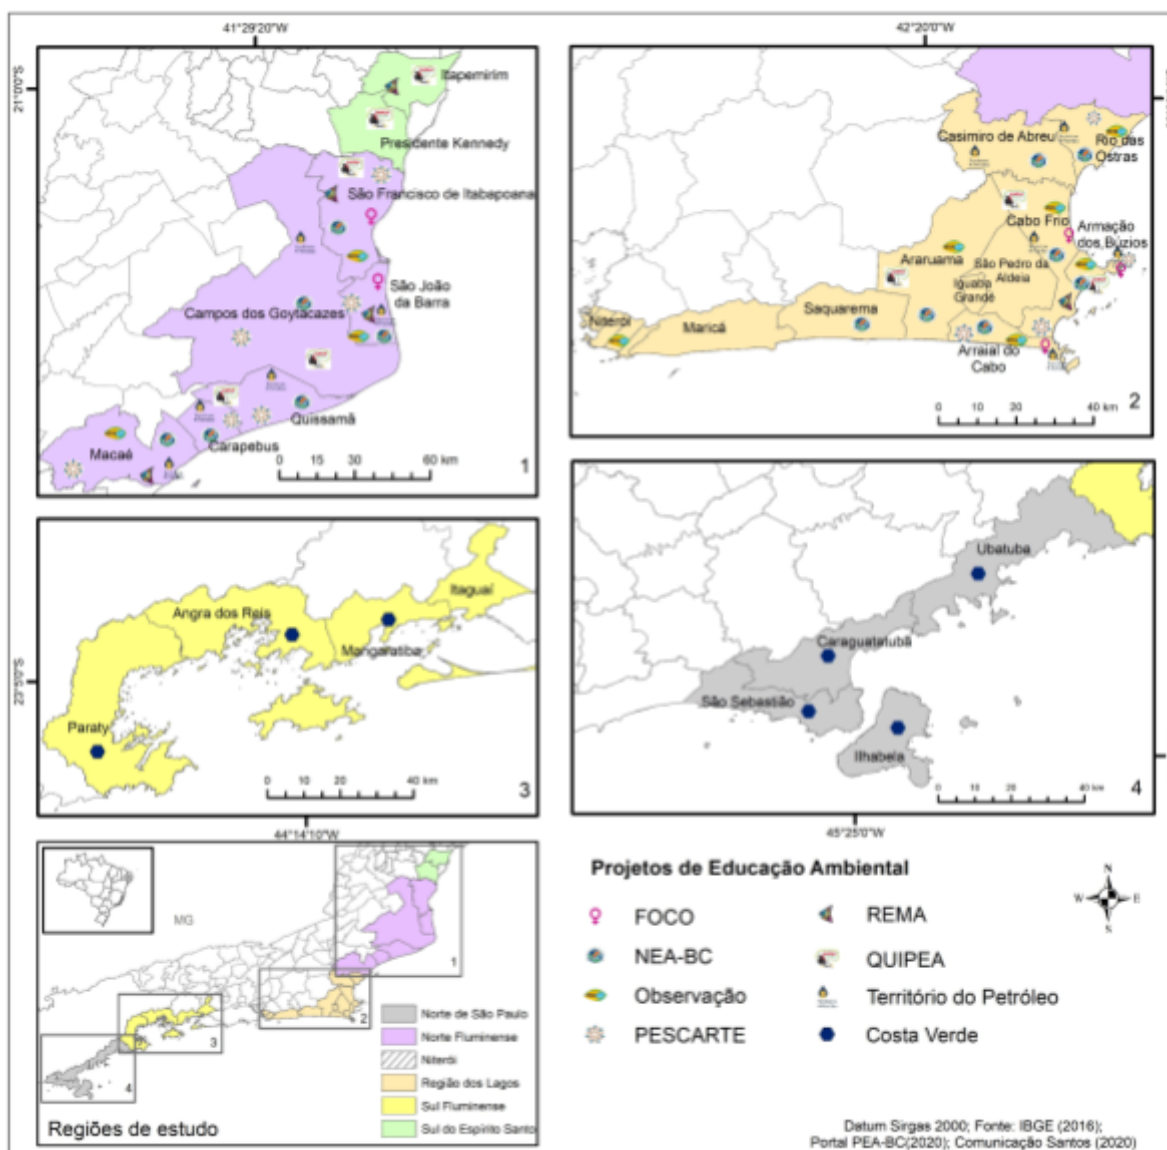 41°29'20"W
42°20'0"W
21°0'0"S
Itapemirim
Presidente Kennedy
São Francisco de Itabapoana
São João
da Barra
Campos dos Goytacazes
Quissamã
Carapebus
Macaé
0 15 30 60 km
1
Casimiro de Abreu
Rio das
Ostras
Cabo Frio
Armação
dos Búzios
Araruama
São Pedro da
Aldeia
Iguaba
Grande
Saquarema
Niterói
Maricá
Arraial do
Cabo
0 10 20 40 km
2
23°5'0"S
Itaguaí
Angra dos Reis
Mangaratiba
Paraty
0 10 20 40 km
3
44°14'10"W
Ubatuba
Caraguatatubá
São Sebastião
Ilhabela
0 10 20 40 km
4
45°25'0"W
MG
1
2
3
4
Norte de São Paulo
Norte Fluminense
Niterói
Região dos Lagos
Sul Fluminense
Sul do Espírito Santo
Regiões de estudo
Projetos de Educação Ambiental
FOCO
NEA-BC
Observação
PESCARTE
REMA
QUIPEA
Território do Petróleo
Costa Verde
N
W E
Datum Sirgas 2000; Fonte: IBGE (2016);
Portal PEA-BC(2020); Comunicação Santos (2020)